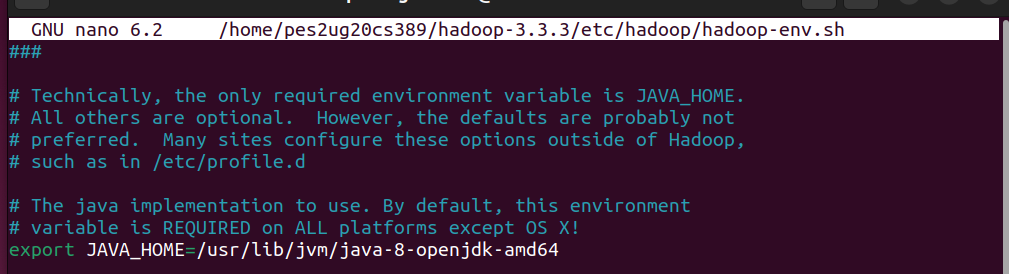 GNU nano 6.2 /home/pes2ug20cs389/hadoop-3.3.3/etc/hadoop/hadoop-env.sh
###
# Technically, the only required environment variable is JAVA_HOME.
# All others are optional.  However, the defaults are probably not
# preferred.  Many sites configure these options outside of Hadoop,
# such as in /etc/profile.d
# The java implementation to use. By default, this environment
# variable is REQUIRED on ALL platforms except OS X!
export JAVA_HOME=/usr/lib/jvm/java-8-openjdk-amd64